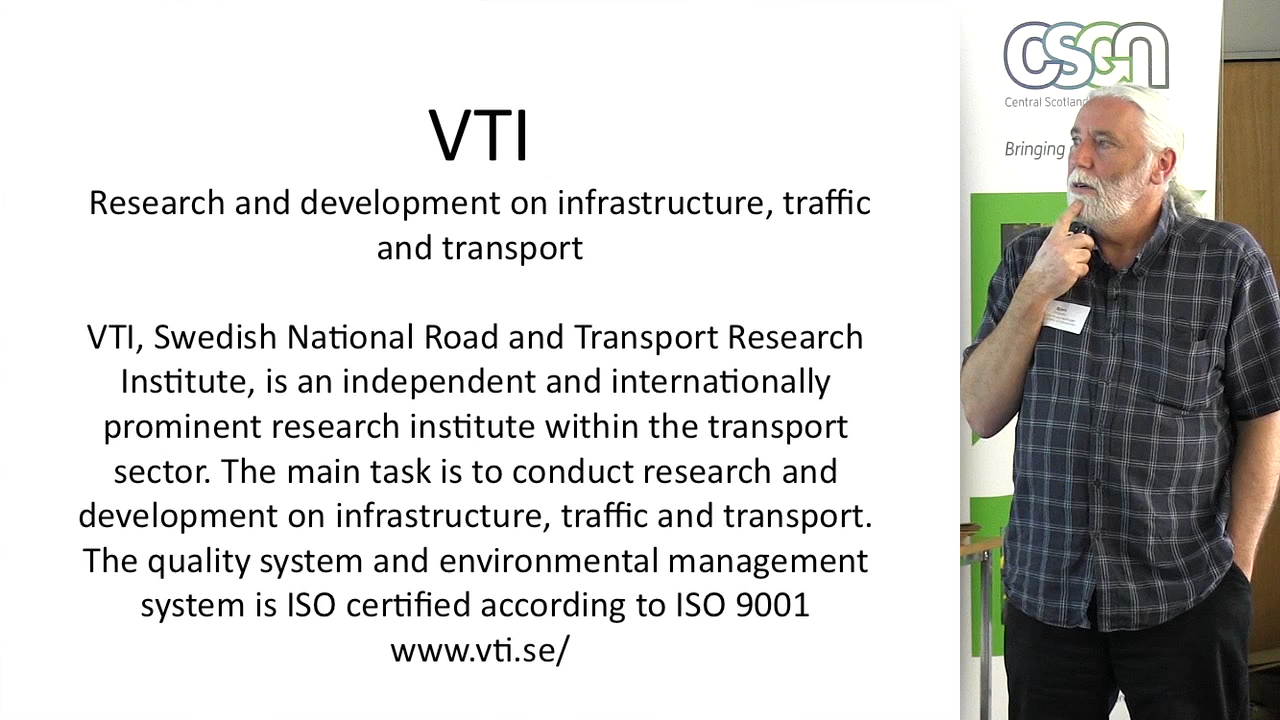 VTI
Research and development on infrastructure, traffic
and transport
VTI, Swedish National Road and Transport Research
Institute, is an independent and internationally
prominent research institute within the transport
sector. The main task is to conduct research and
development on infrastructure, traffic and transport.
The quality system and environmental management
system is ISO certified according to ISO 9001
www.vti.se/
csgn
Central Scotland
Bringing